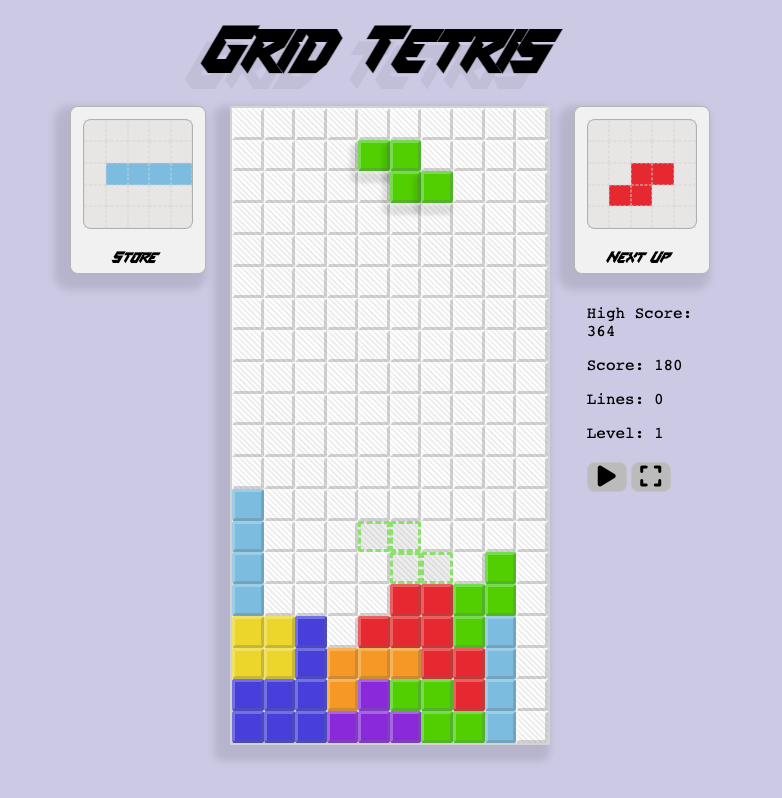 Grid Tetris
Store
Next Up
High Score:
364
Score: 180
Lines: 0
Level: 1